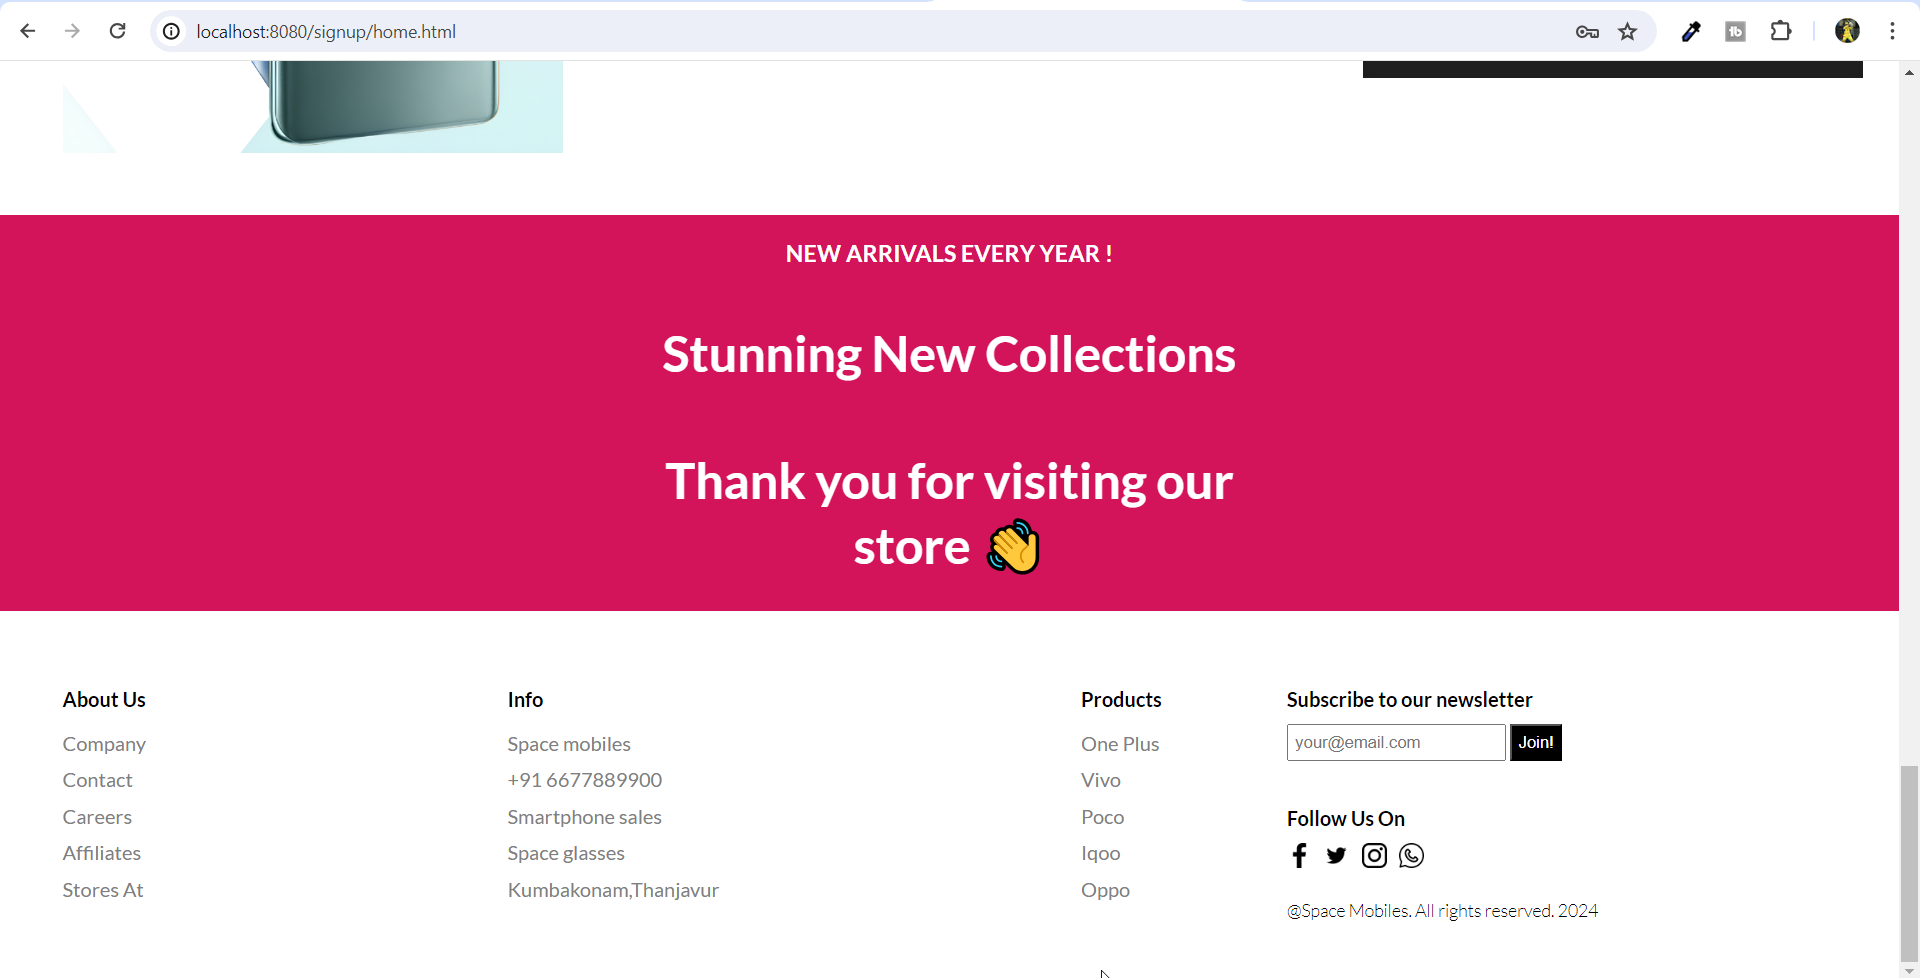 localhost:8080/signup/home.html
NEW ARRIVALS EVERY YEAR !
Stunning New Collections
Thank you for visiting our
store 👋
About Us
Company
Contact
Careers
Affiliates
Stores At
Info
Space mobiles
+91 6677889900
Smartphone sales
Space glasses
Kumbakonam,Thanjavur
Products
One Plus
Vivo
Poco
Iqoo
Oppo
Subscribe to our newsletter
your@email.com Join!
Follow Us On
@Space Mobiles. All rights reserved. 2024